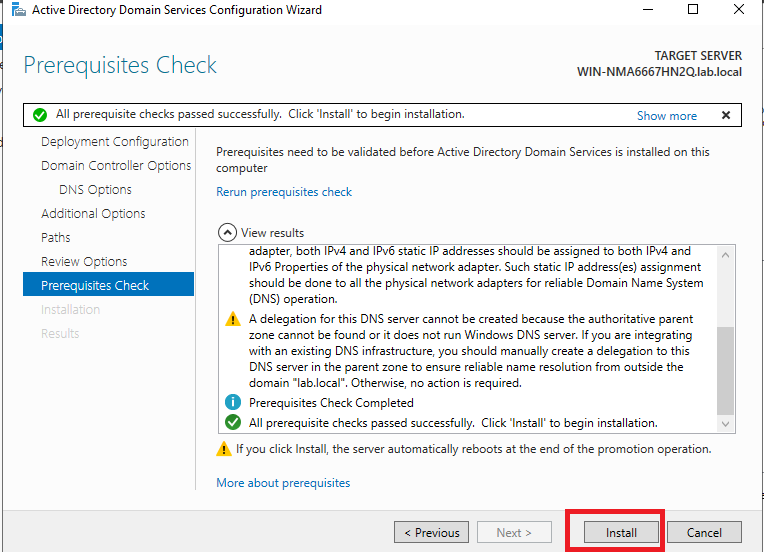 Active Directory Domain Services Configuration Wizard
Prerequisites Check
TARGET SERVER
WIN-NMA6667HN2Q.lab.local
All prerequisite checks passed successfully.  Click 'Install' to begin installation.
Show more
Deployment Configuration
Domain Controller Options
DNS Options
Additional Options
Paths
Review Options
Prerequisites Check
Installation
Results
Prerequisites need to be validated before Active Directory Domain Services is installed on this
computer
Rerun prerequisites check
View results
adapter, both IPv4 and IPv6 static IP addresses should be assigned to both IPv4 and
IPv6 Properties of the physical network adapter. Such static IP address(es) assignment
should be done to all the physical network adapters for reliable Domain Name System
(DNS) operation.
A delegation for this DNS server cannot be created because the authoritative parent
zone cannot be found or it does not run Windows DNS server. If you are integrating
with an existing DNS infrastructure, you should manually create a delegation to this
DNS server in the parent zone to ensure reliable name resolution from outside the
domain "lab.local". Otherwise, no action is required.
Prerequisites Check Completed
All prerequisite checks passed successfully.  Click 'Install' to begin installation.
If you click Install, the server automatically reboots at the end of the promotion operation.
More about prerequisites
< Previous
Next >
Install
Cancel